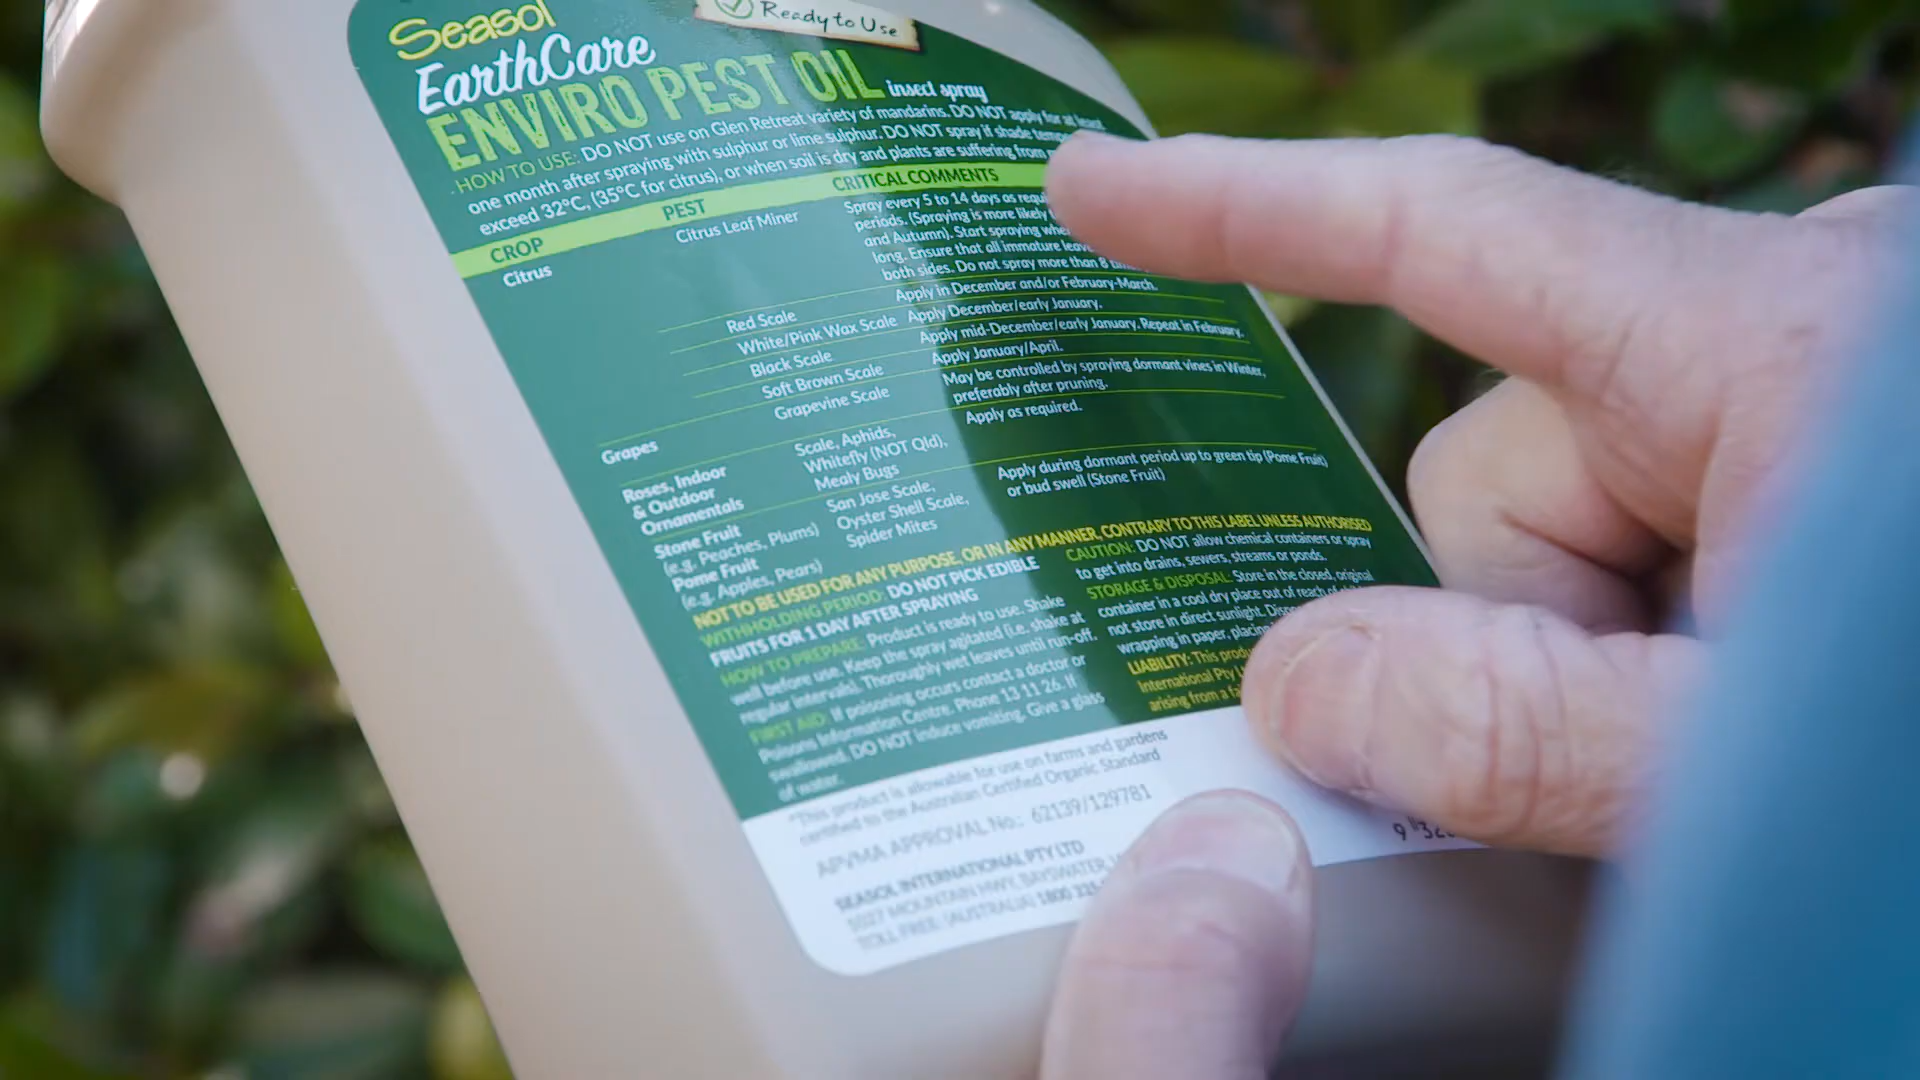 Seasol
Ready to Use
EarthCare
ENVIRO PEST OIL insect spray
HOW TO USE: DO NOT use on Glen Retreat variety of mandarins. DO NOT apply for at least
one month after spraying with sulphur or lime sulphur. DO NOT spray if shade
exceed 32°C, (35°C for citrus), or when soil is dry and plants are suffering from
CROP PEST CRITICAL COMMENTS
Citrus Citrus Leaf Miner Spray every 5 to 14 days as
periods. (Spraying is more likely
and Autumn). Start spraying
long. Ensure that all immature
both sides. Do not spray more than 8
Red Scale Apply in December and/or February-March.
White/Pink Wax Scale Apply December/early January.
Black Scale Apply mid-December/early January. Repeat in February.
Soft Brown Scale Apply January/April.
Grapes Grapevine Scale May be controlled by spraying dormant vines in Winter,
preferably after pruning.
Roses, Indoor
& Outdoor
Ornamentals
Scale, Aphids,
Whitefly (NOT Qld),
Mealy Bugs
Apply as required.
Stone Fruit
(e.g. Peaches, Plums)
Pome Fruit
(e.g. Apples, Pears)
San Jose Scale,
Oyster Shell Scale,
Spider Mites
Apply during dormant period up to green tip (Pome Fruit)
or bud swell (Stone Fruit)
NOT TO BE USED FOR ANY PURPOSE, OR IN ANY MANNER, CONTRARY TO THIS LABEL UNLESS AUTHORISED
WITHHOLDING PERIOD: DO NOT PICK EDIBLE
FRUITS FOR 1 DAY AFTER SPRAYING
HOW TO PREPARE: Product is ready to use. Shake
well before use. Keep the spray agitated (i.e. shake at
regular intervals). Thoroughly wet leaves until run-off.
FIRST AID: If poisoning occurs contact a doctor or
Poisons Information Centre. Phone 13 11 26. If
swallowed, DO NOT induce vomiting. Give a glass
of water.
CAUTION: DO NOT allow chemical containers or spray
to get into drains, sewers, streams or ponds.
STORAGE & DISPOSAL: Store in the closed, original
container in a cool dry place out of reach of
not store in direct sunlight.
wrapping in paper, placing
LIABILITY: This
International Pty
arising from a
*This product is allowable for use on farms and gardens
certified to the Australian Certified Organic Standard
APVMA APPROVAL No.: 62139/129781
SEASOL INTERNATIONAL PTY LTD
1027 MOUNTAIN HWY, BAYSWATER,
TOLL FREE: (AUSTRALIA) 1800
9